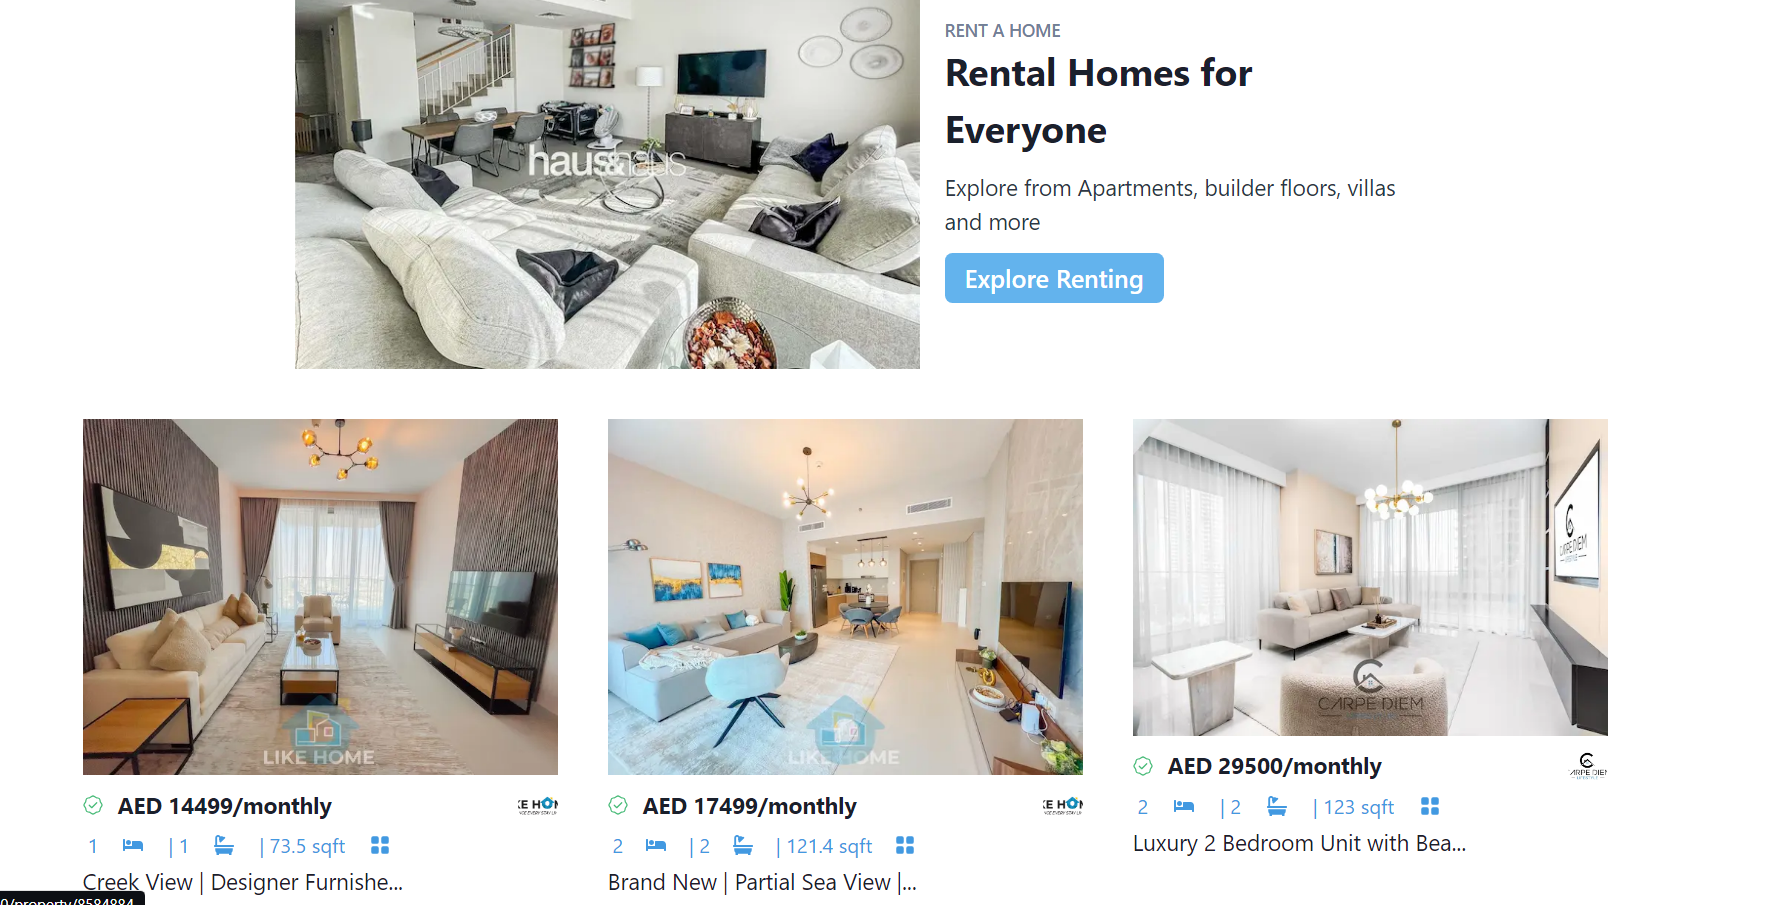 haus&haus
RENT A HOME
Rental Homes for
Everyone
Explore from Apartments, builder floors, villas
and more
Explore Renting
LIKE HOME
LIKE HOME
CARPE DIEM
CARPE DIEM
AED 14499/monthly
1 | 1 | 73.5 sqft
Creek View | Designer Furnishe...
AED 17499/monthly
2 | 2 | 121.4 sqft
Brand New | Partial Sea View |...
AED 29500/monthly
2 | 2 | 123 sqft
Luxury 2 Bedroom Unit with Bea...
0/property/8584884